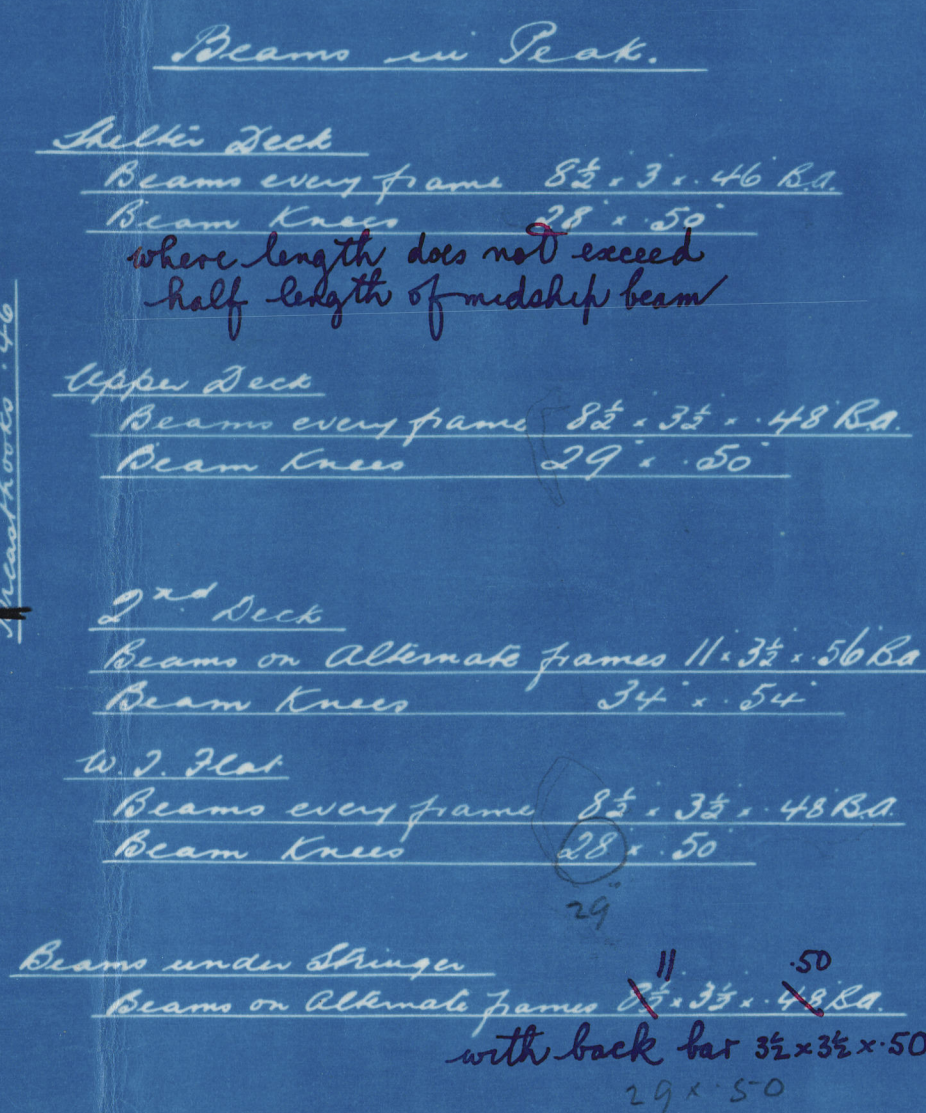 Beams in Peak.
Shelter Deck
Beams every frame 8½ × 3 × .46 B.A.
Beam Knees 28" × .50"
where length does not exceed
half length of midship beam
Upper Deck
Beams every frame 8½ × 3½ × .48 B.A.
Beam Knees 29" × .50"
2nd Deck
Beams on Alternate frames 11 × 3½ × .56 B.A
Beam Knees 34" × .54"
W.T. Flat
Beams every frame 8½ × 3½ × .48 B.A.
Beam Knees 28 × .50"
29"
Beams under Stringer
11 .50
Beams on Alternate frames 8½ × 3½ × .48 B.A.
with back bar 3½ × 3½ × .50
29 × .50
.46